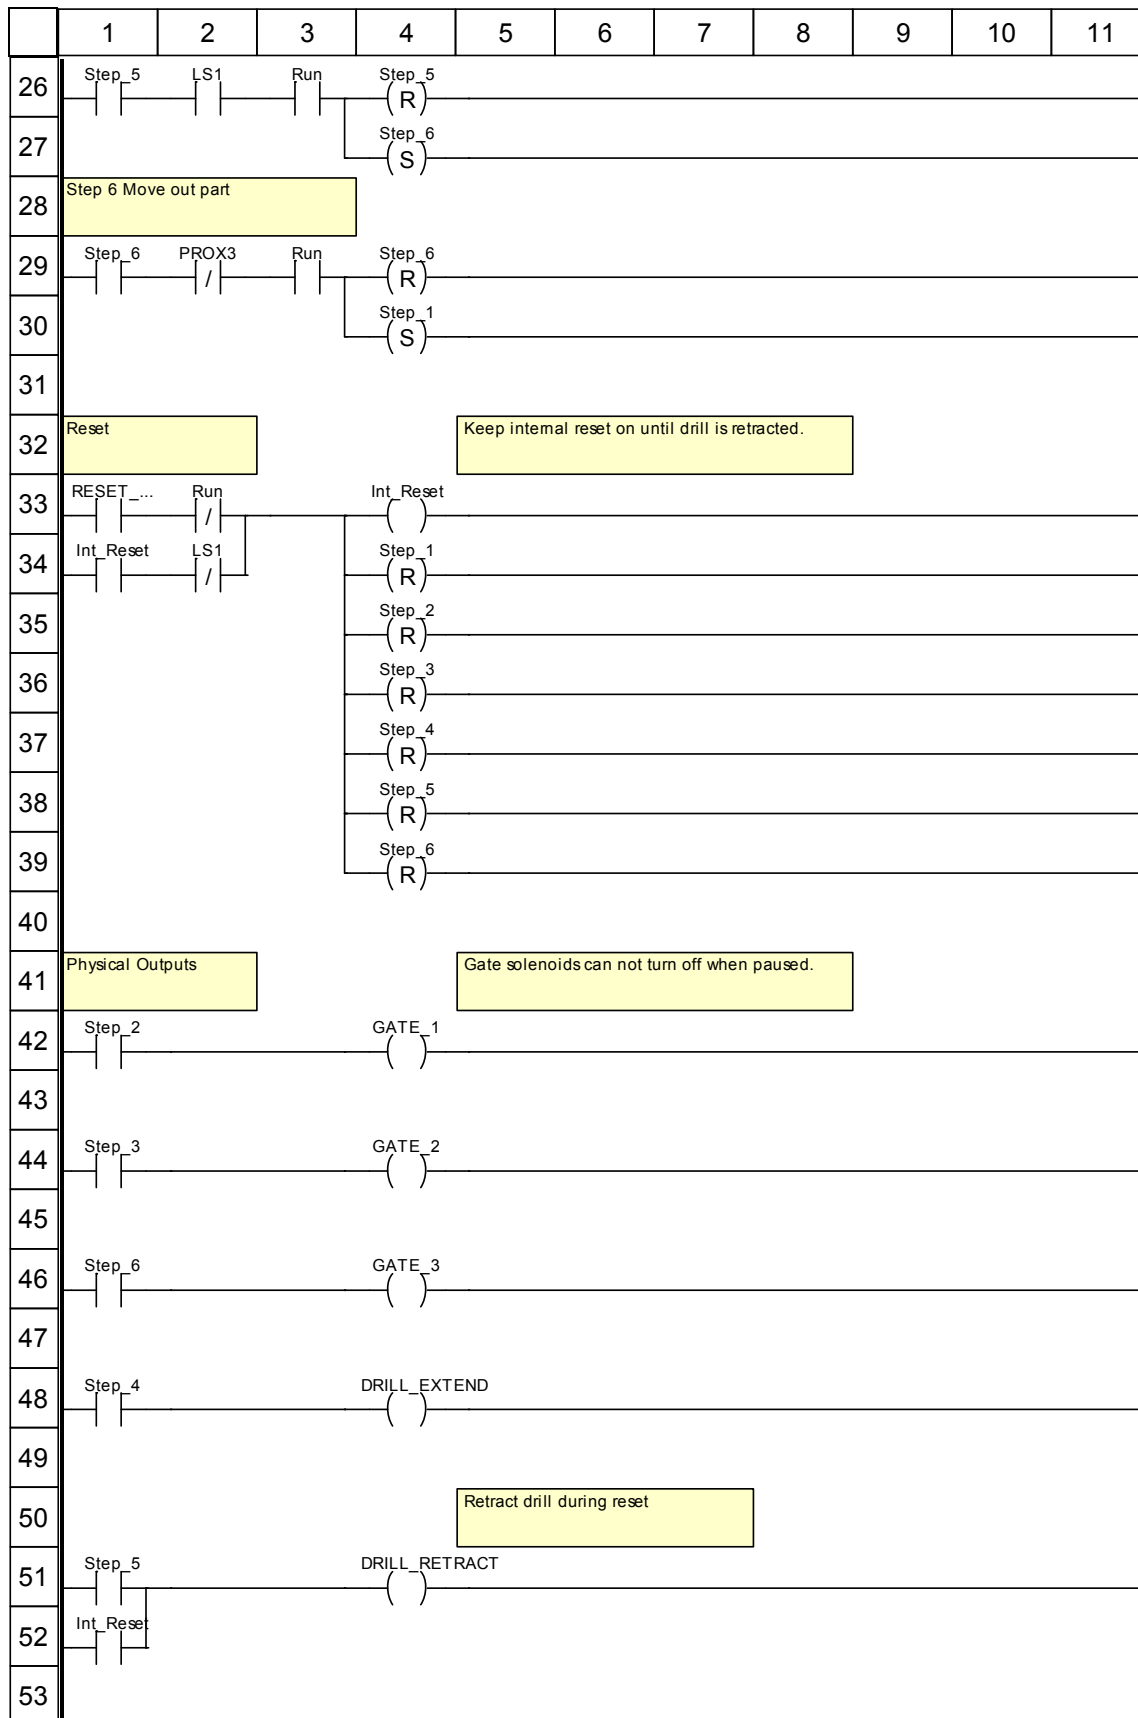 1 2 3 4 5 6 7 8 9 10 11
26 Step_5 LS1 Run Step_5
R
27 Step_6
S
28 Step 6 Move out part
29 Step_6 PROX3 Run Step_6
/ R
30 Step_1
S
31
32 Reset Keep internal reset on until drill is retracted.
33 RESET_... Run Int_Reset
/
34 Int_Reset LS1 Step_1
/ R
35 Step_2
R
36 Step_3
R
37 Step_4
R
38 Step_5
R
39 Step_6
R
40
41 Physical Outputs Gate solenoids can not turn off when paused.
42 Step_2 GATE_1
43
44 Step_3 GATE_2
45
46 Step_6 GATE_3
47
48 Step_4 DRILL_EXTEND
49
50 Retract drill during reset
51 Step_5 DRILL_RETRACT
52 Int_Reset
53